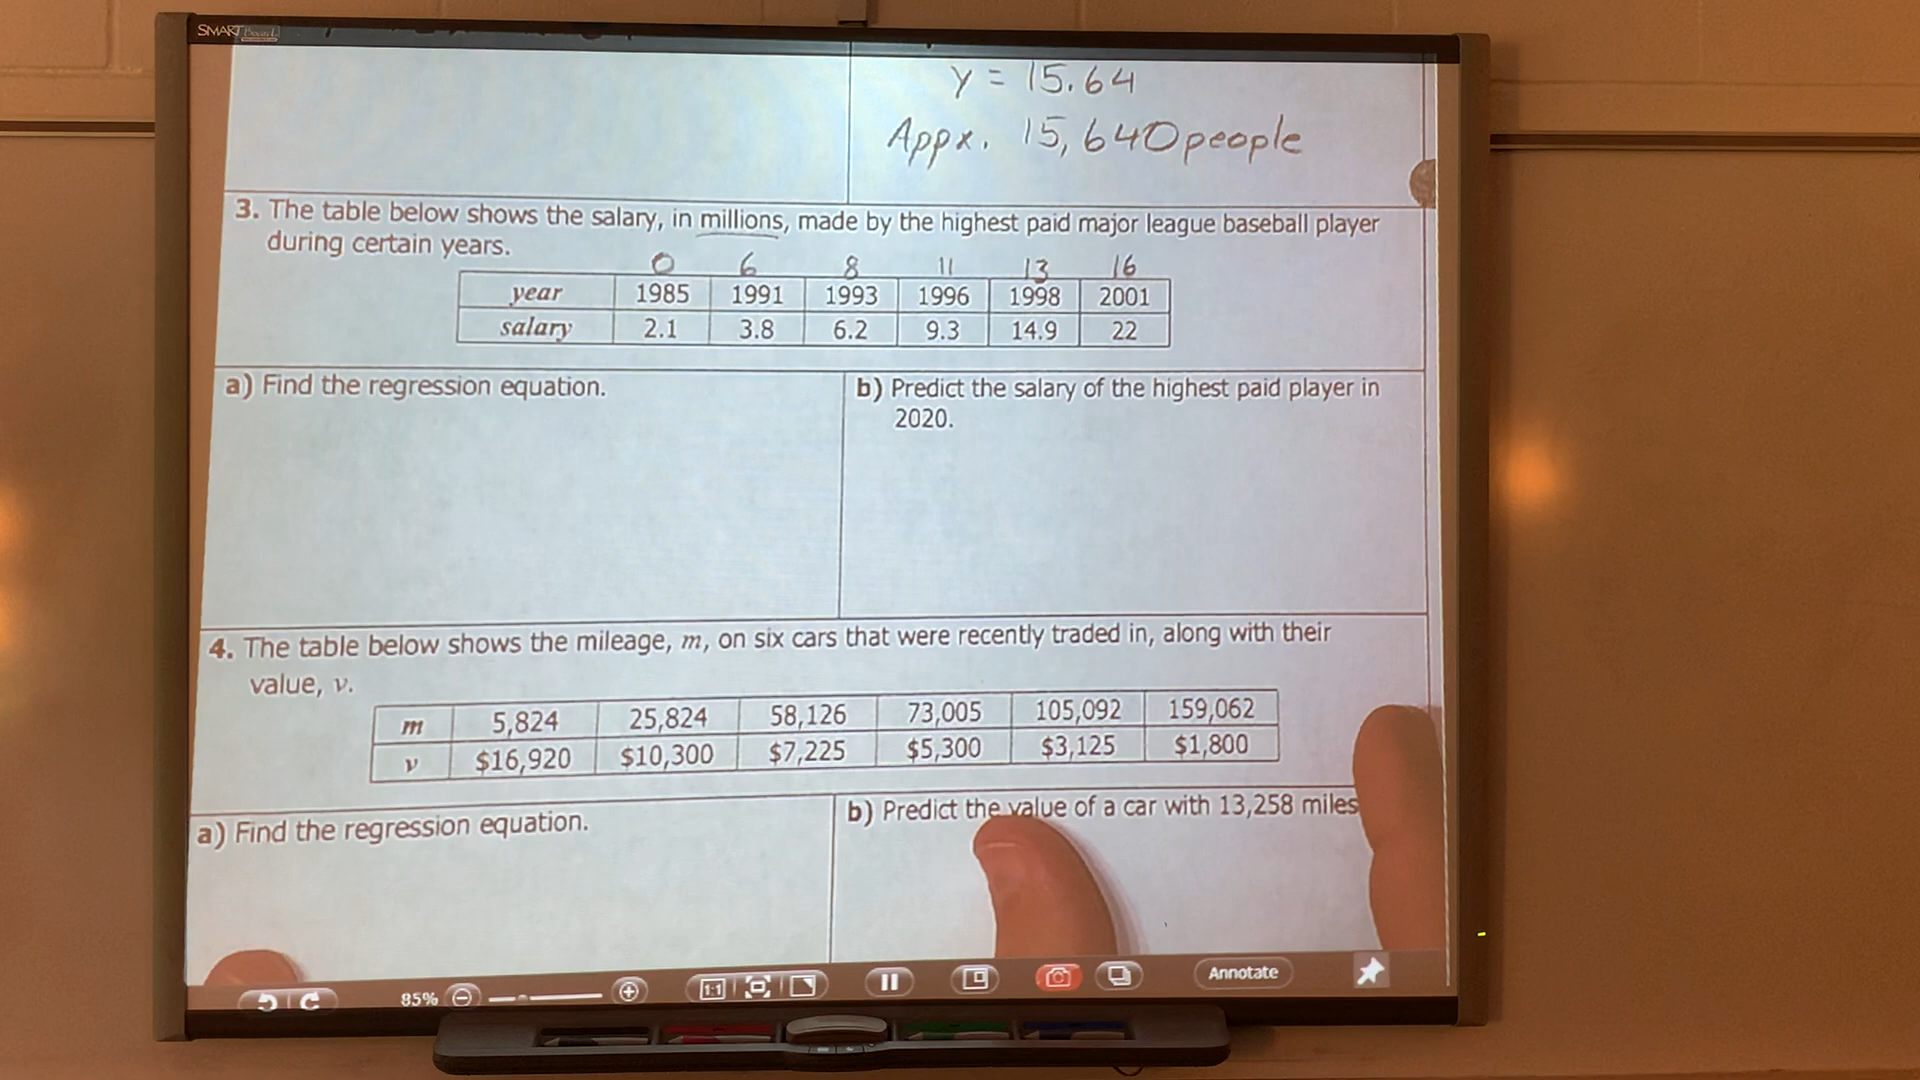 SMART Board
y = 15.64
Appx. 15,640 people
3. The table below shows the salary, in millions, made by the highest paid major league baseball player
during certain years.
0 6 8 11 13 16
year 1985 1991 1993 1996 1998 2001
salary 2.1 3.8 6.2 9.3 14.9 22
a) Find the regression equation.
b) Predict the salary of the highest paid player in
2020.
4. The table below shows the mileage, m, on six cars that were recently traded in, along with their
value, v.
m 5,824 25,824 58,126 73,005 105,092 159,062
v $16,920 $10,300 $7,225 $5,300 $3,125 $1,800
a) Find the regression equation.
b) Predict the value of a car with 13,258 miles
85% 1:1 Annotate